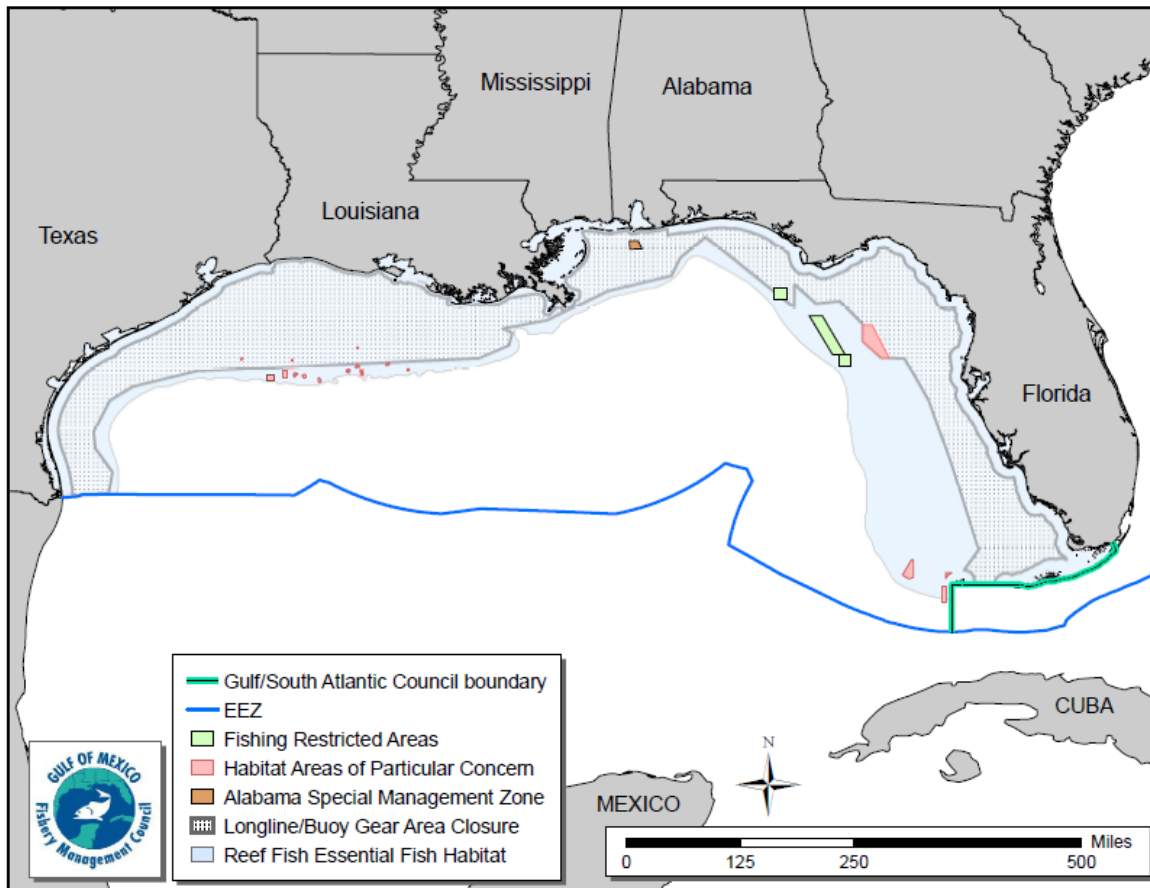 Mississippi
Alabama
Louisiana
Texas
Florida
Gulf/South Atlantic Council boundary
EEZ
Fishing Restricted Areas
Habitat Areas of Particular Concern
Alabama Special Management Zone
Longline/Buoy Gear Area Closure
Reef Fish Essential Fish Habitat
GULF OF MEXICO
Fishery Management Council
CUBA
N
MEXICO
Miles
0 125 250 500